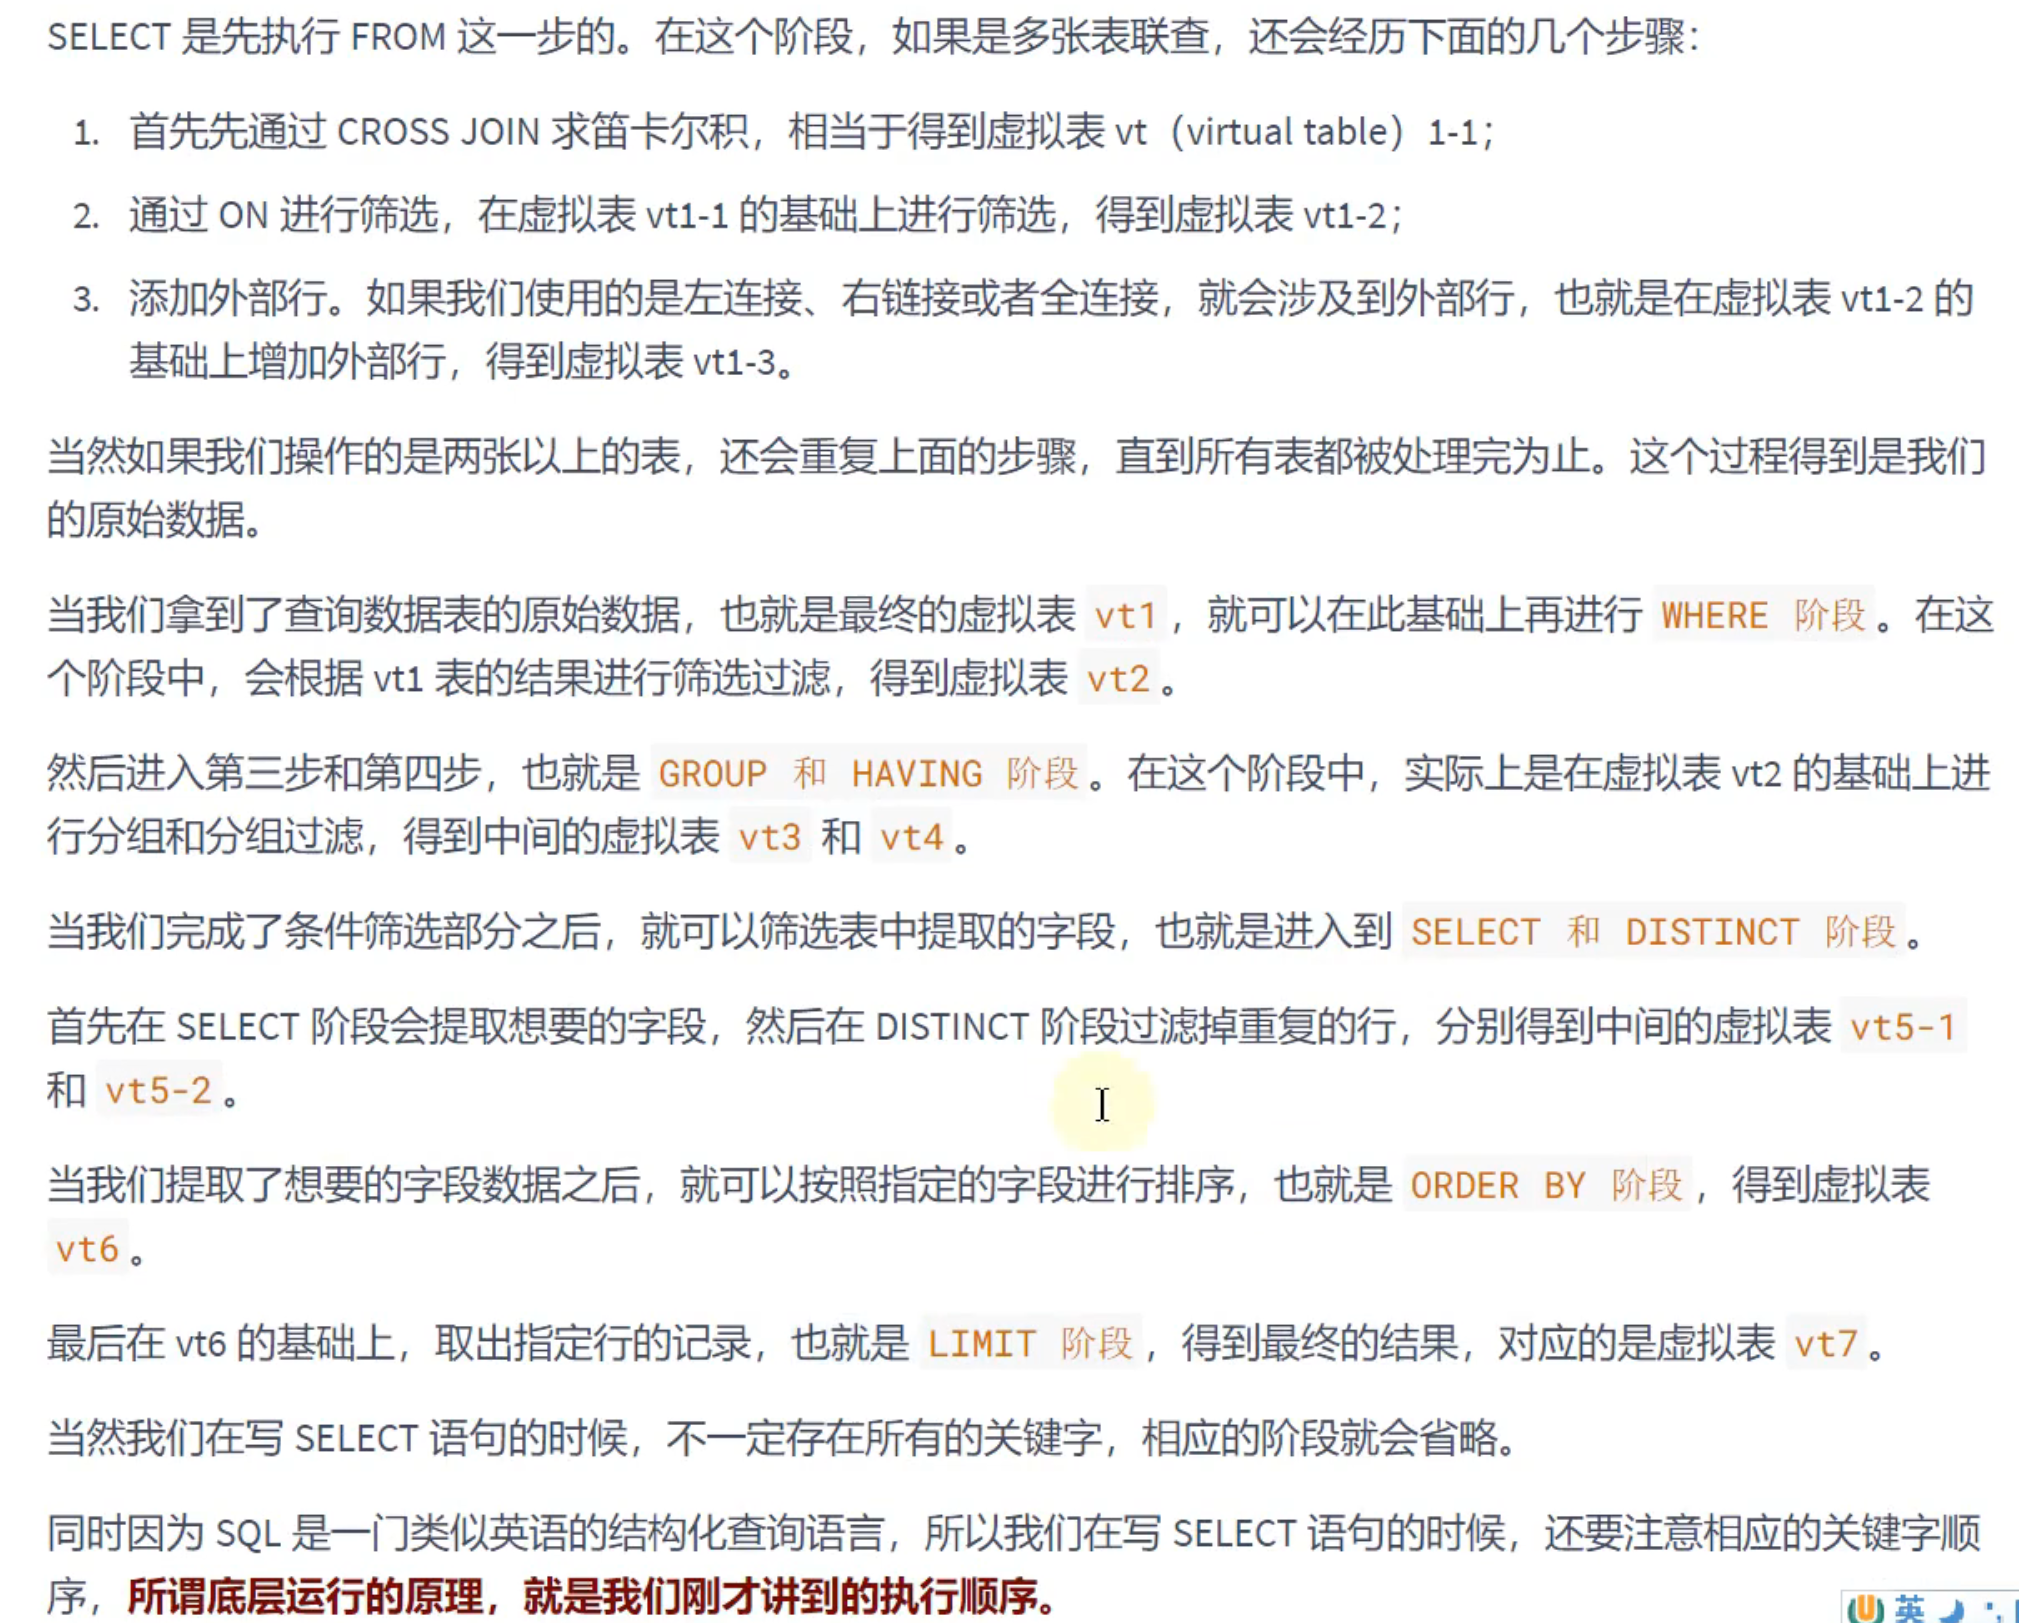 SELECT 是先执行 FROM 这一步的。在这个阶段，如果是多张表联查，还会经历下面的几个步骤：
1. 首先先通过 CROSS JOIN 求笛卡尔积，相当于得到虚拟表 vt（virtual table）1-1；
2. 通过 ON 进行筛选，在虚拟表 vt1-1 的基础上进行筛选，得到虚拟表 vt1-2；
3. 添加外部行。如果我们使用的是左连接、右链接或者全连接，就会涉及到外部行，也就是在虚拟表 vt1-2 的
基础上增加外部行，得到虚拟表 vt1-3。
当然如果我们操作的是两张以上的表，还会重复上面的步骤，直到所有表都被处理完为止。这个过程得到是我们
的原始数据。
当我们拿到了查询数据表的原始数据，也就是最终的虚拟表 vt1，就可以在此基础上再进行 WHERE 阶段。在这
个阶段中，会根据 vt1 表的结果进行筛选过滤，得到虚拟表 vt2。
然后进入第三步和第四步，也就是 GROUP 和 HAVING 阶段。在这个阶段中，实际上是在虚拟表 vt2 的基础上进
行分组和分组过滤，得到中间的虚拟表 vt3 和 vt4。
当我们完成了条件筛选部分之后，就可以筛选表中提取的字段，也就是进入到 SELECT 和 DISTINCT 阶段。
首先在 SELECT 阶段会提取想要的字段，然后在 DISTINCT 阶段过滤掉重复的行，分别得到中间的虚拟表 vt5-1
和 vt5-2。
当我们提取了想要的字段数据之后，就可以按照指定的字段进行排序，也就是 ORDER BY 阶段，得到虚拟表
vt6。
最后在 vt6 的基础上，取出指定行的记录，也就是 LIMIT 阶段，得到最终的结果，对应的是虚拟表 vt7。
当然我们在写 SELECT 语句的时候，不一定存在所有的关键字，相应的阶段就会省略。
同时因为 SQL 是一门类似英语的结构化查询语言，所以我们在写 SELECT 语句的时候，还要注意相应的关键字顺
序，所谓底层运行的原理，就是我们刚才讲到的执行顺序。
英